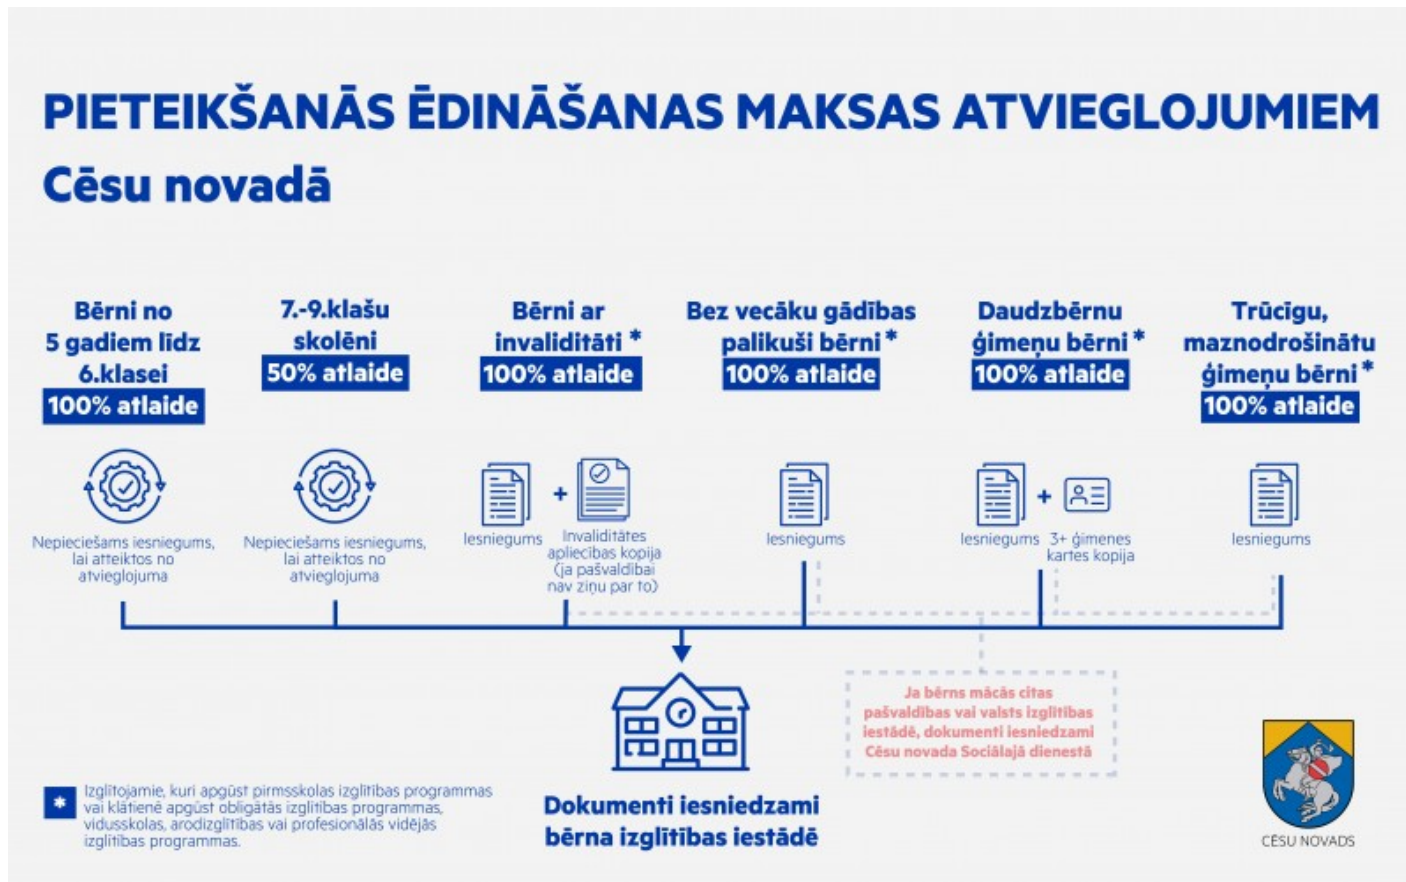 PIETEIKŠANĀS ĒDINĀŠANAS MAKSAS ATVIEGLOJUMIEM
Cēsu novadā
Bērni no
5 gadiem līdz
6.klasei
100% atlaide
7.-9.klašu
skolēni
50% atlaide
Bērni ar
invaliditāti *
100% atlaide
Bez vecāku gādības
palikuši bērni *
100% atlaide
Daudzbērnu
ģimeņu bērni *
100% atlaide
Trūcīgu,
maznodrošinātu
ģimeņu bērni *
100% atlaide
Nepieciešams iesniegums,
lai atteiktos no
atvieglojuma
Nepieciešams iesniegums,
lai atteiktos no
atvieglojuma
Iesniegums
+
Invaliditātes
apliecības kopija
(ja pašvaldībai
nav ziņu par to)
Iesniegums
Iesniegums
+
3+ ģimenes
kartes kopija
Iesniegums
Ja bērns mācās citas
pašvaldības vai valsts izglītības
iestādē, dokumenti iesniedzami
Cēsu novada Sociālajā dienestā
* Izglītojamie, kuri apgūst pirmsskolas izglītības programmas
vai klātienē apgūst obligātās izglītības programmas,
vidusskolas, arodizglītības vai profesionālās vidējās
izglītības programmas.
Dokumenti iesniedzami
bērna izglītības iestādē
CĒSU NOVADS